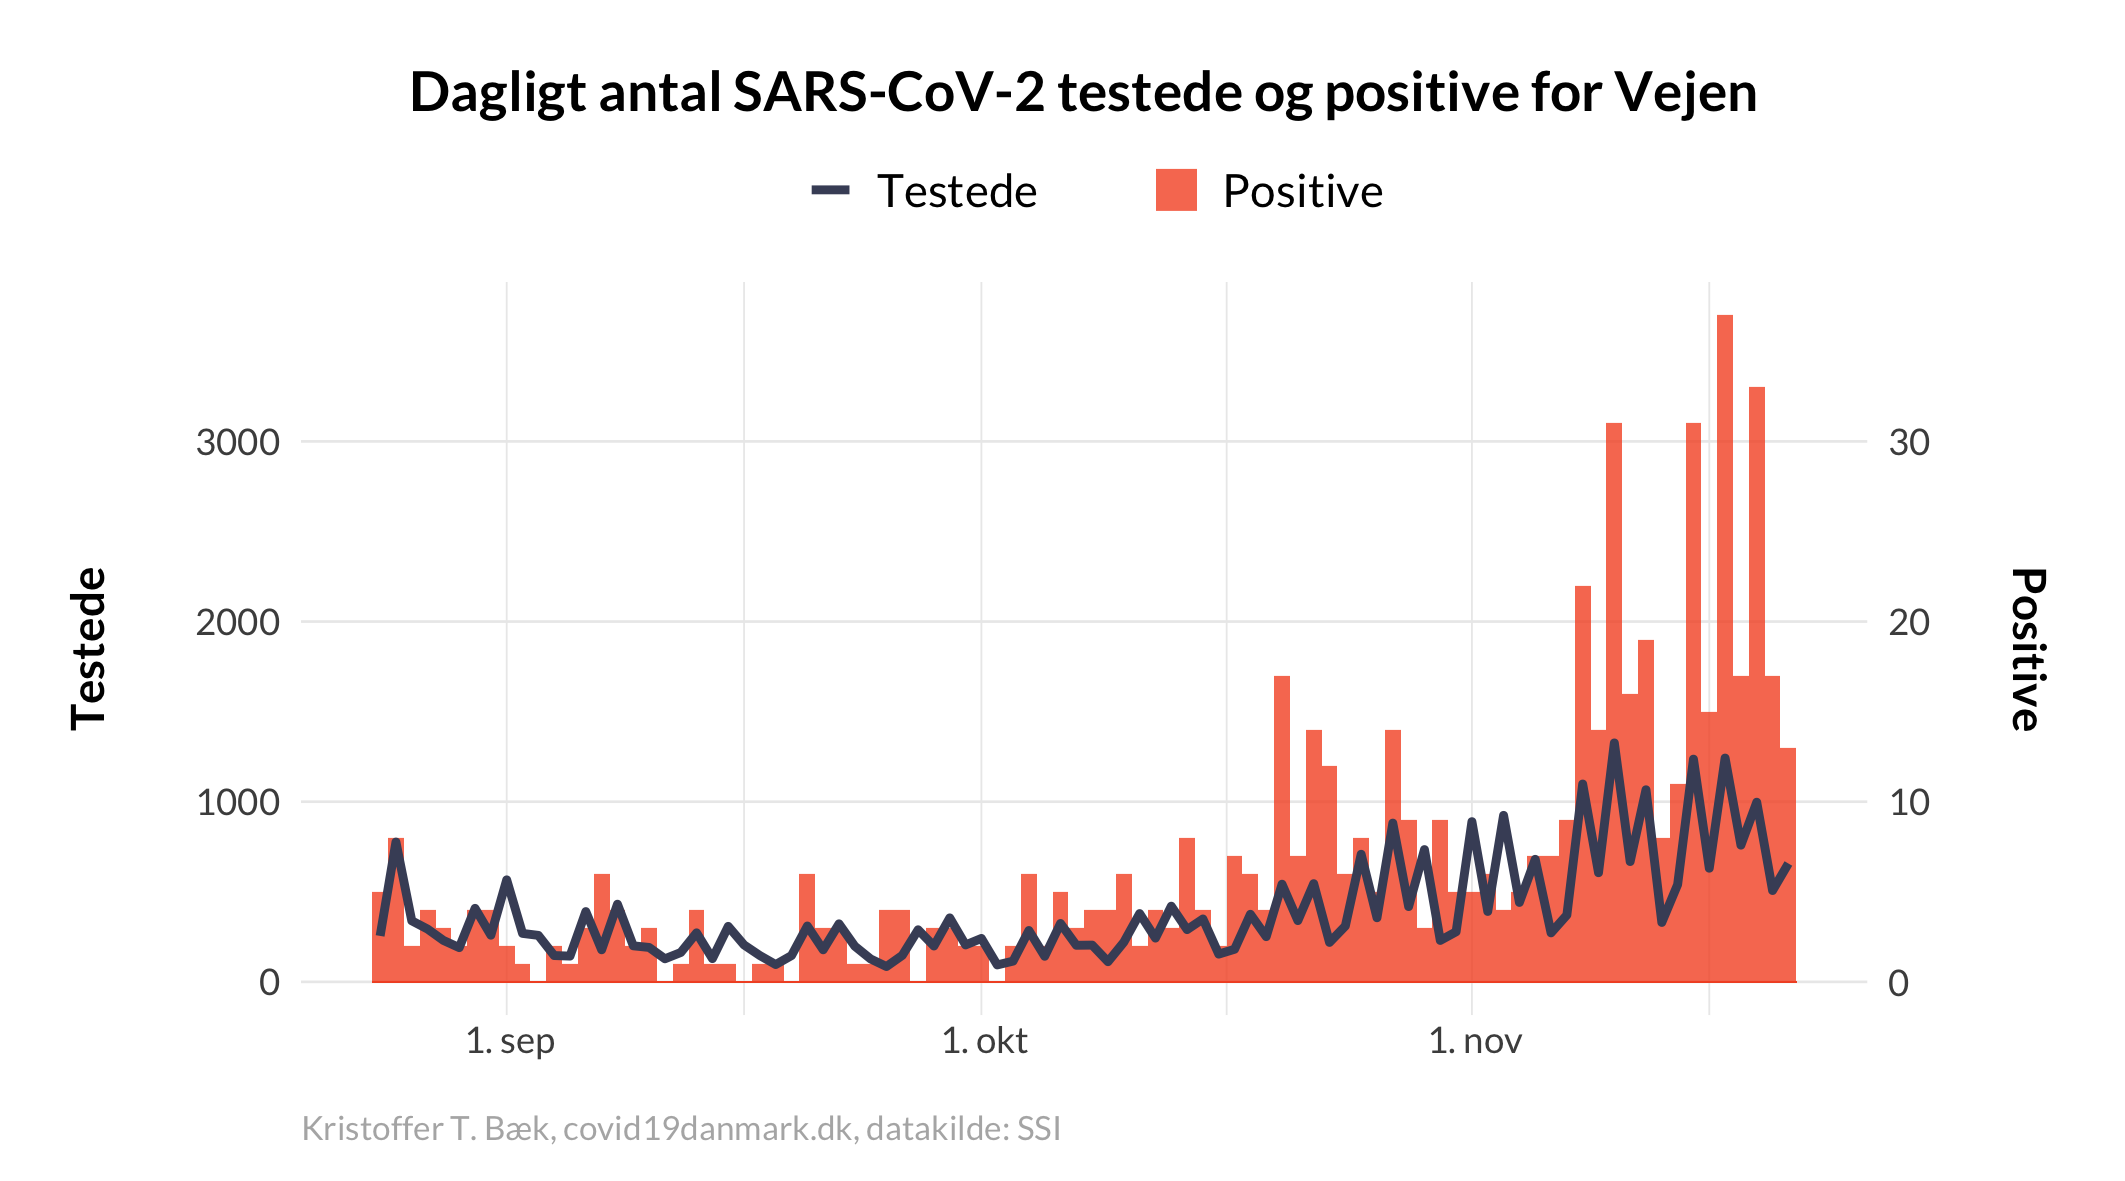 Dagligt antal SARS-CoV-2 testede og positive for Vejen
Testede
Positive
Testede
3000
2000
1000
0
30
20
10
0
Positive
1. sep
1. okt
1. nov
Kristoffer T. Bæk, covid19danmark.dk, datakilde: SSI